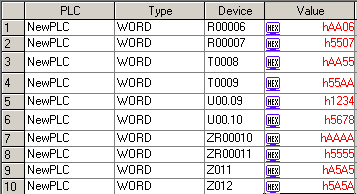 PLC Type Device Value
1 NewPLC WORD R00006 HEX hAA06
2 NewPLC WORD R00007 HEX h5507
3 NewPLC WORD T0008 HEX hAA55
4 NewPLC WORD T0009 HEX h55AA
5 NewPLC WORD U00.09 HEX h1234
6 NewPLC WORD U00.10 HEX h5678
7 NewPLC WORD ZR00010 HEX hAAAA
8 NewPLC WORD ZR00011 HEX h5555
9 NewPLC WORD Z011 HEX hA5A5
10 NewPLC WORD Z012 HEX h5A5A